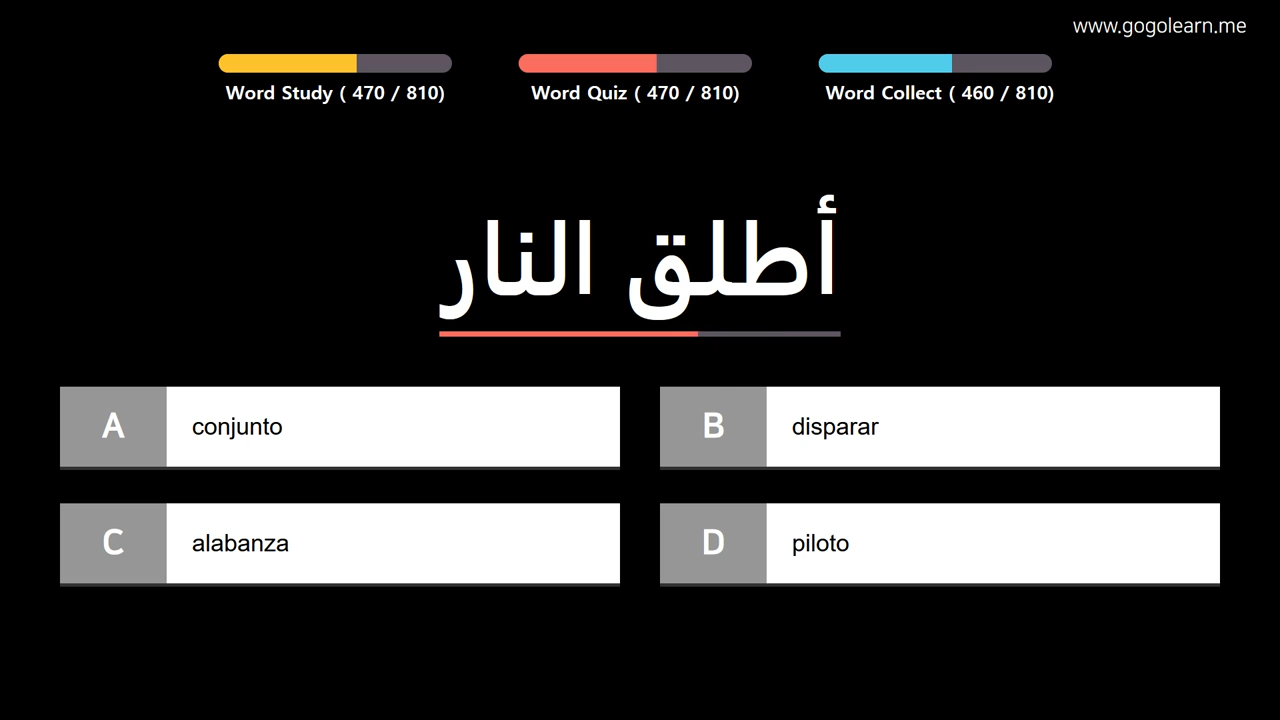 www.gogolearn.me
Word Study ( 470 / 810)
Word Quiz ( 470 / 810)
Word Collect ( 460 / 810)
أطلق النار
A
conjunto
B
disparar
C
alabanza
D
piloto